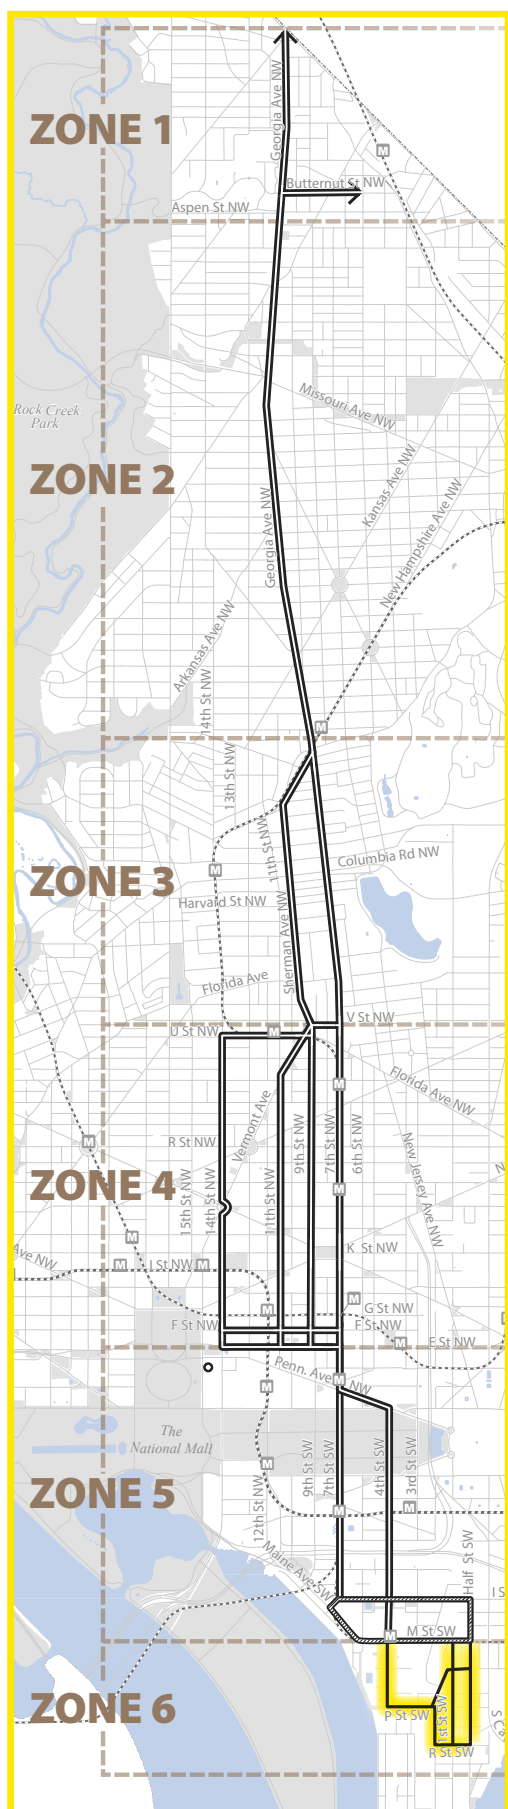 Georgia Ave NW
ZONE 1
M
Butternut St NW
Aspen St NW
Missouri Ave NW
Rock Creek
Park
Kansas Ave NW
ZONE 2
Georgia Ave NW
New Hampshire Ave NW
Arkansas Ave NW
14th St NW
M
13th St NW
11th St NW
Columbia Rd NW
M
ZONE 3
Harvard St NW
Sherman Ave NW
Florida Ave
V St NW
U St NW
M
M
Florida Ave NW
Vermont Ave
R St NW
M
9th St NW
7th St NW
6th St NW
New Jersey Ave NW
N
15th St NW
14th St NW
11th St NW
ZONE 4
M
M
K St NW
Ave NW
M
I St NW
M
M
M
G St NW
F St NW
F St NW
M
E St NW
Penn. Ave NW
M
M
The
National Mall
9th St SW
7th St SW
4th St SW
3rd St SW
M
ZONE 5
12th St NW
M
M
Maine Ave SW
Half St SW
I S
M St SW
M
ZONE 6
P St SW
1st St SW
S Ca
R St SW